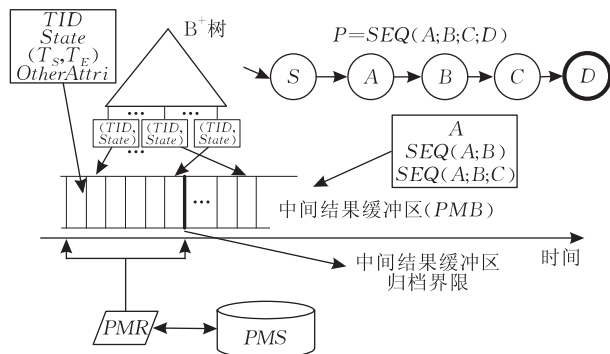 TID
State
(T_S,T_E)
OtherAttri
B⁺树
P=SEQ(A;B;C;D)
S
A
B
C
D
...
...
(TID,
State)
(TID,
State)
(TID,
State)
...
A
SEQ(A;B)
SEQ(A;B;C)
...
中间结果缓冲区(PMB)
时间
中间结果缓冲区
归档界限
PMR
PMS